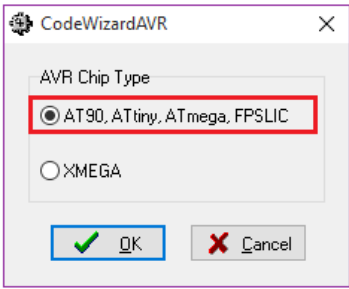 CodeWizardAVR
AVR Chip Type
AT90, ATtiny, ATmega, FPSLIC
XMEGA
OK
Cancel